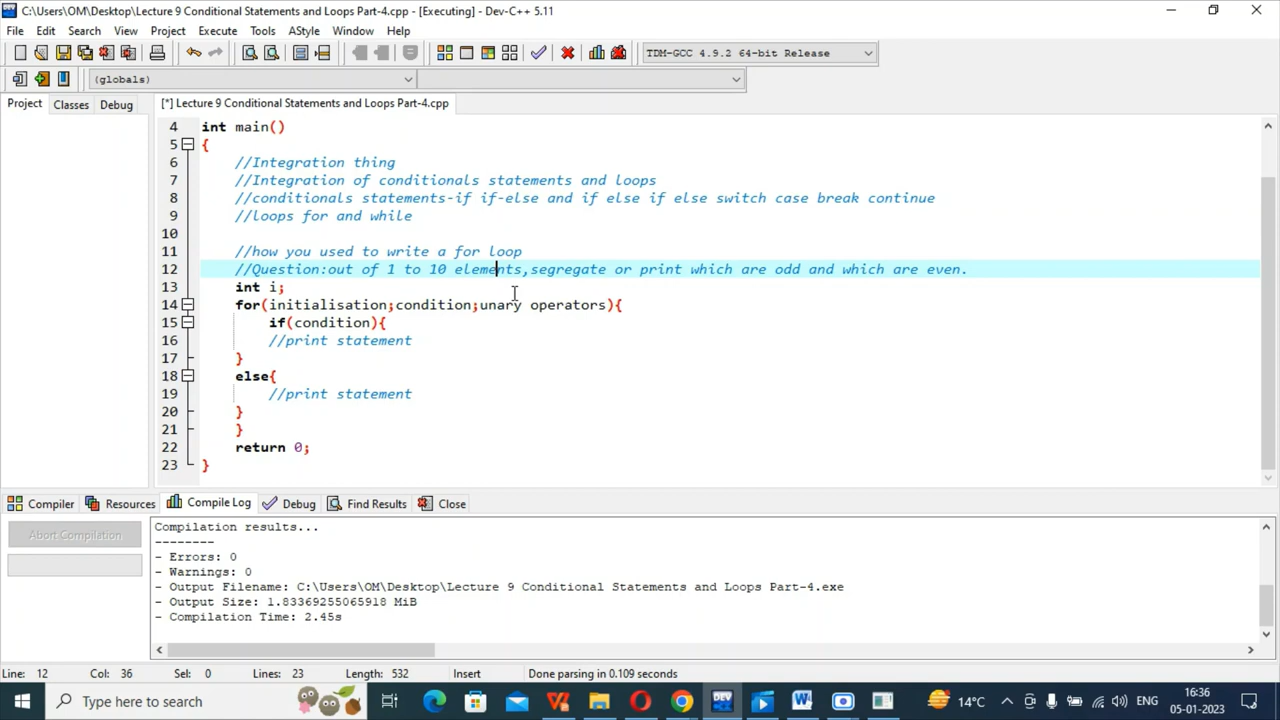 C:\Users\OM\Desktop\Lecture 9 Conditional Statements and Loops Part-4.cpp - [Executing] - Dev-C++ 5.11
File Edit Search View Project Execute Tools AStyle Window Help
TDM-GCC 4.9.2 64-bit Release
(globals)
Project Classes Debug [*] Lecture 9 Conditional Statements and Loops Part-4.cpp
4 int main()
5 {
6 //Integration thing
7 //Integration of conditionals statements and loops
8 //conditionals statements-if if-else and if else if else switch case break continue
9 //loops for and while
10
11 //how you used to write a for loop
12 //Question:out of 1 to 10 elements,segregate or print which are odd and which are even.
13 int i;
14 for(initialisation;condition;unary operators){
15 if(condition){
16 //print statement
17 }
18 else{
19 //print statement
20 }
21 }
22 return 0;
23 }
Compiler Resources Compile Log Debug Find Results Close
Abort Compilation
Compilation results...
--------
- Errors: 0
- Warnings: 0
- Output Filename: C:\Users\OM\Desktop\Lecture 9 Conditional Statements and Loops Part-4.exe
- Output Size: 1.83369255065918 MiB
- Compilation Time: 2.45s
Line: 12 Col: 36 Sel: 0 Lines: 23 Length: 532 Insert Done parsing in 0.109 seconds
Type here to search
14°C ENG 16:36
05-01-2023